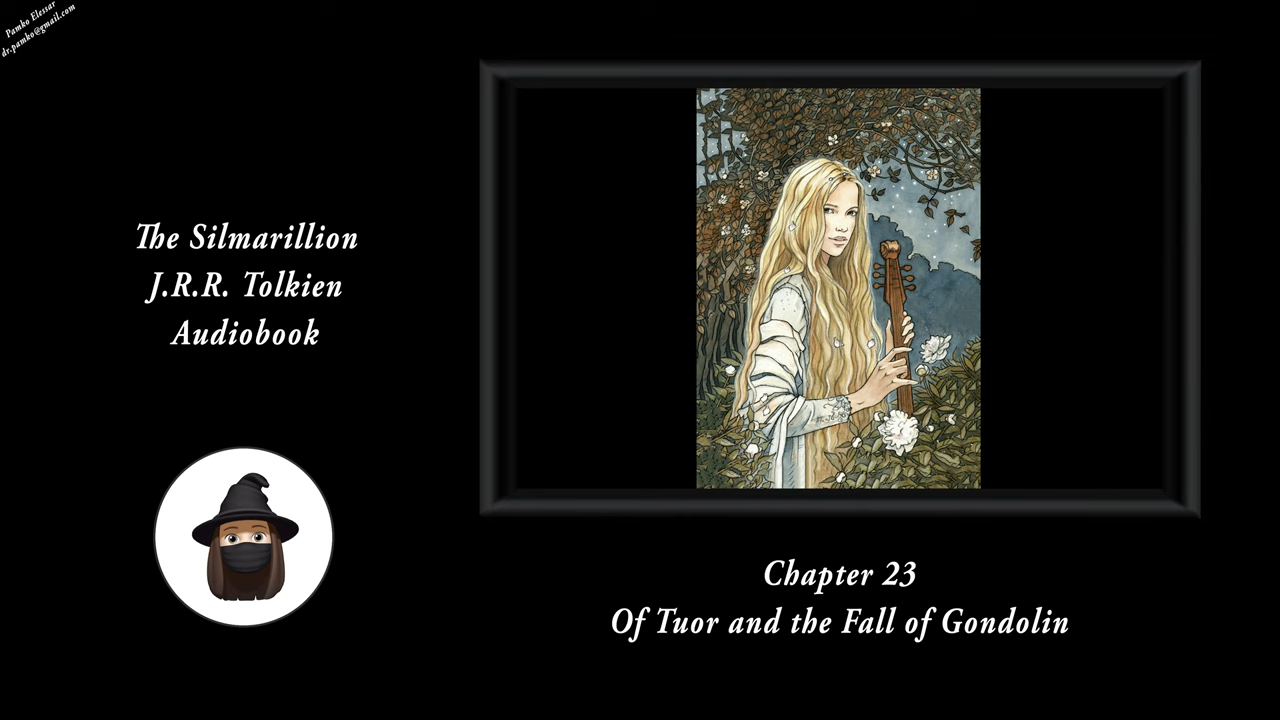 Pamko Elessar
dr.pamko@gmail.com
The Silmarillion
J.R.R. Tolkien
Audiobook
Chapter 23
Of Tuor and the Fall of Gondolin